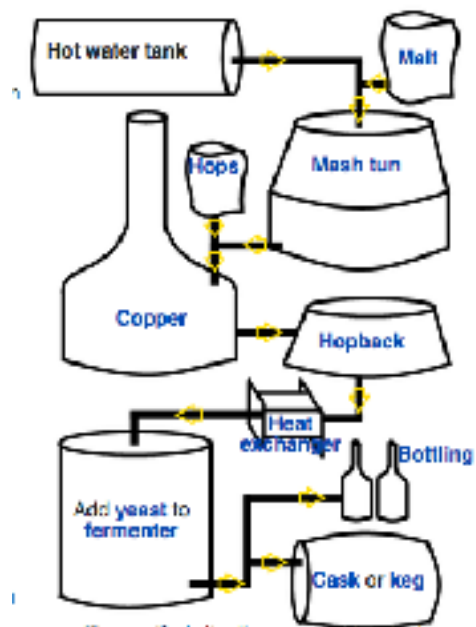 Hot water tank
Malt
Hops
Mash tun
Copper
Hopback
Heat
exchanger
Bottling
Add yeast to
fermenter
Cask or keg